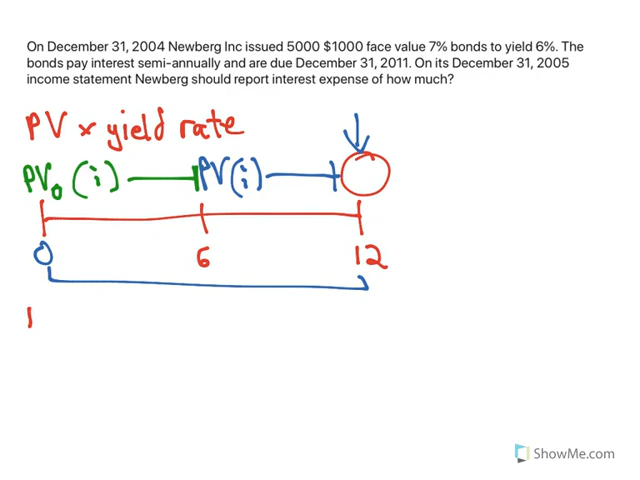 On December 31, 2004 Newberg Inc issued 5000 $1000 face value 7% bonds to yield 6%. The
bonds pay interest semi-annually and are due December 31, 2011. On its December 31, 2005
income statement Newberg should report interest expense of how much?
PV x yield rate
PV0 (i) PV(i)
0 6 12
ShowMe.com